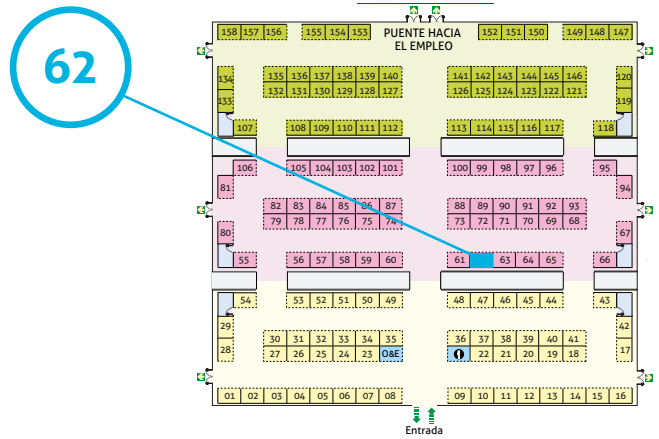 158 157 156 155 154 153 152 151 150 149 148 147
PUENTE HACIA
EL EMPLEO
62
134 135 136 137 138 139 140 141 142 143 144 145 146 120
133 132 131 130 129 128 127 126 125 124 123 122 121 119
107 108 109 110 111 112 113 114 115 116 117 118
106 105 104 103 102 101 100 99 98 97 96 95
81 94
82 83 84 85 86 87 88 89 90 91 92 93
80 79 78 77 76 75 74 73 72 71 70 69 68 67
55 56 57 58 59 60 61 63 64 65 66
54 53 52 51 50 49 48 47 46 45 44 43
29 42
30 31 32 33 34 35 36 37 38 39 40 41
28 27 26 25 24 23 O&E 22 21 20 19 18 17
01 02 03 04 05 06 07 08 09 10 11 12 13 14 15 16
Entrada